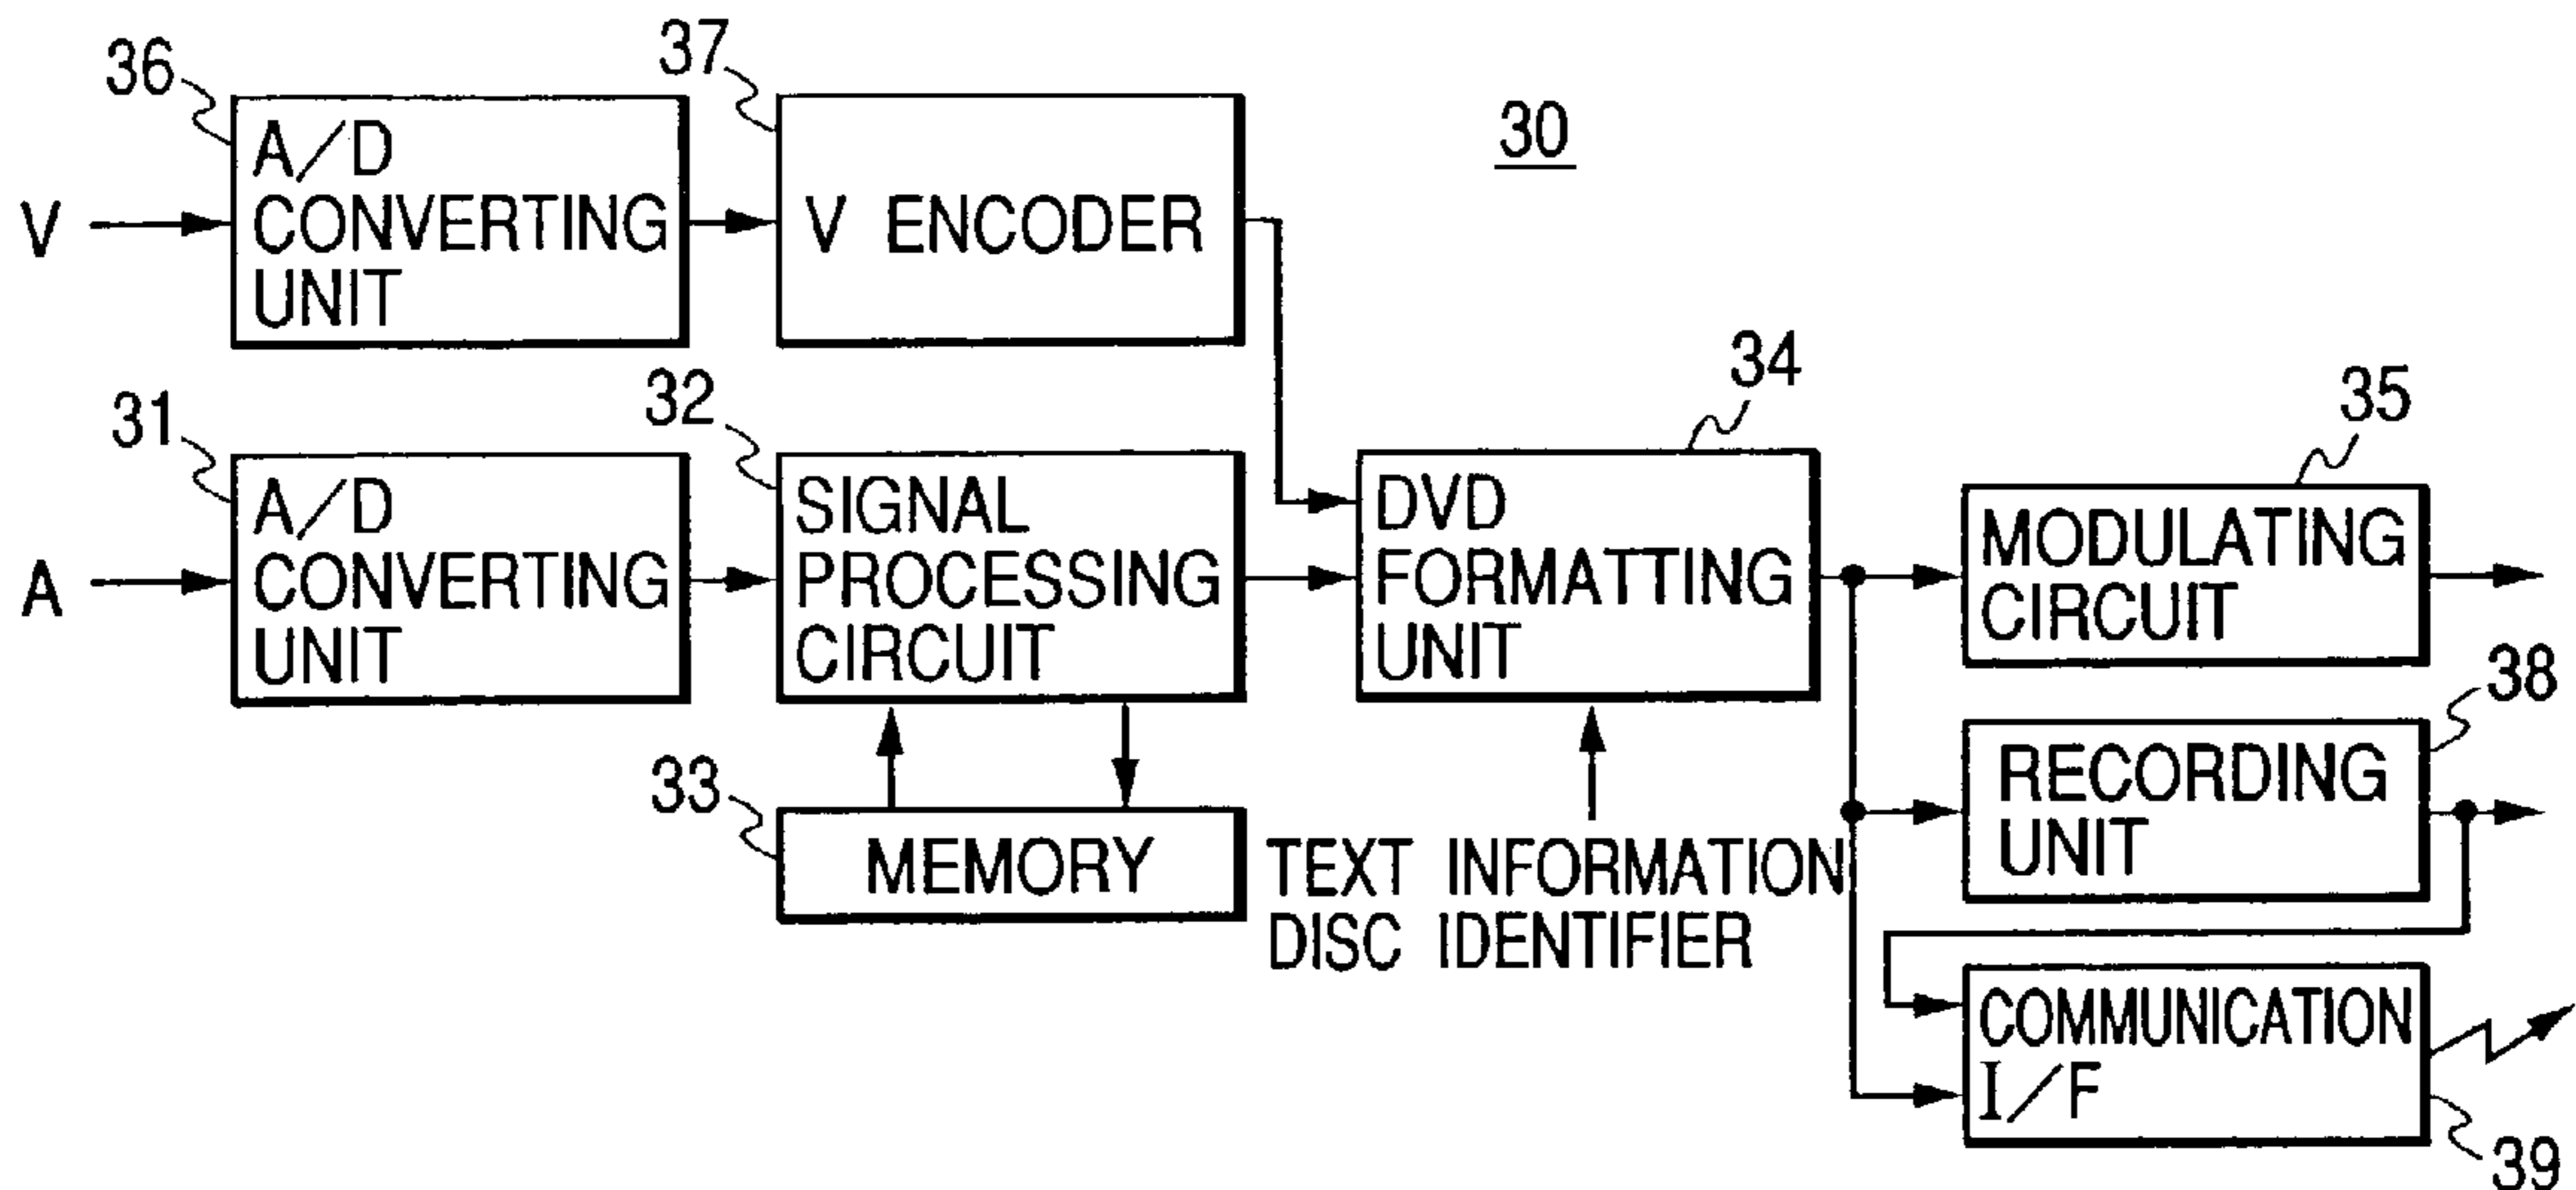 36
37
30
V
A/D
CONVERTING
UNIT
V ENCODER
34
35
31
32
A
A/D
CONVERTING
UNIT
SIGNAL
PROCESSING
CIRCUIT
DVD
FORMATTING
UNIT
MODULATING
CIRCUIT
38
33
MEMORY
TEXT INFORMATION
DISC IDENTIFIER
RECORDING
UNIT
COMMUNICATION
I/F
39